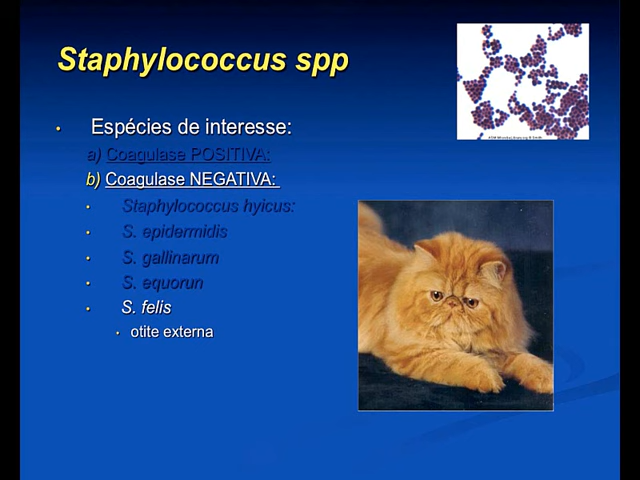 Staphylococcus spp
• Espécies de interesse:
a) Coagulase POSITIVA:
b) Coagulase NEGATIVA:
• Staphylococcus hyicus:
• S. epidermidis
• S. gallinarum
• S. equorun
• S. felis
• otite externa